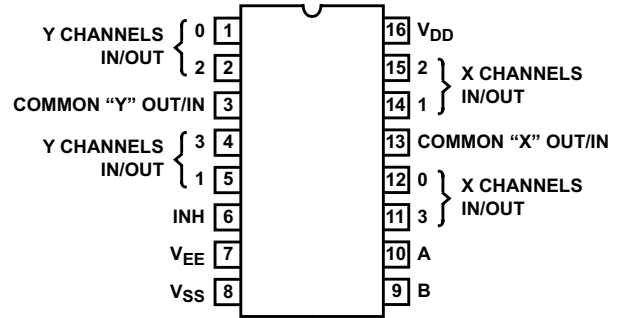 Y CHANNELS IN/OUT
0 1
2 2
COMMON “Y” OUT/IN 3
Y CHANNELS IN/OUT
3 4
1 5
INH 6
VEE 7
VSS 8
16 VDD
15 2
14 1
X CHANNELS IN/OUT
13 COMMON “X” OUT/IN
12 0
11 3
X CHANNELS IN/OUT
10 A
9 B